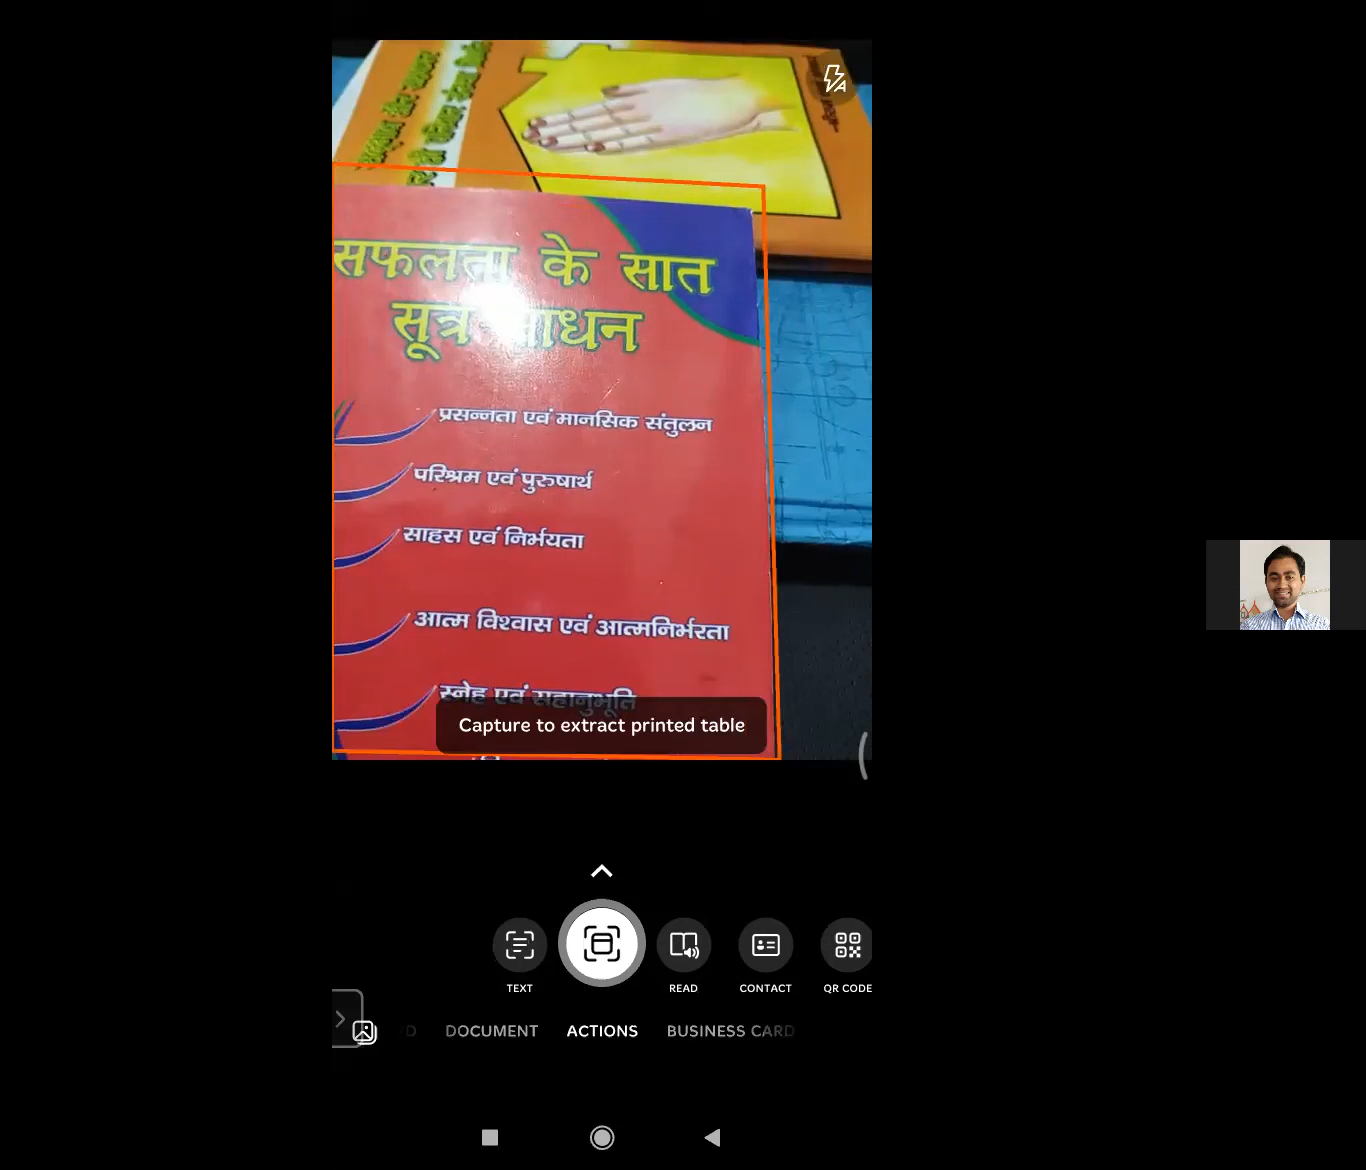 सफलता के सात
सूत्र साधन
प्रसन्नता एवं मानसिक संतुलन
परिश्रम एवं पुरुषार्थ
साहस एवं निर्भयता
आत्म विश्वास एवं आत्मनिर्भरता
स्नेह एवं सहानुभूति
Capture to extract printed table
TEXT
READ
CONTACT
QR CODE
DOCUMENT
ACTIONS
BUSINESS CARD